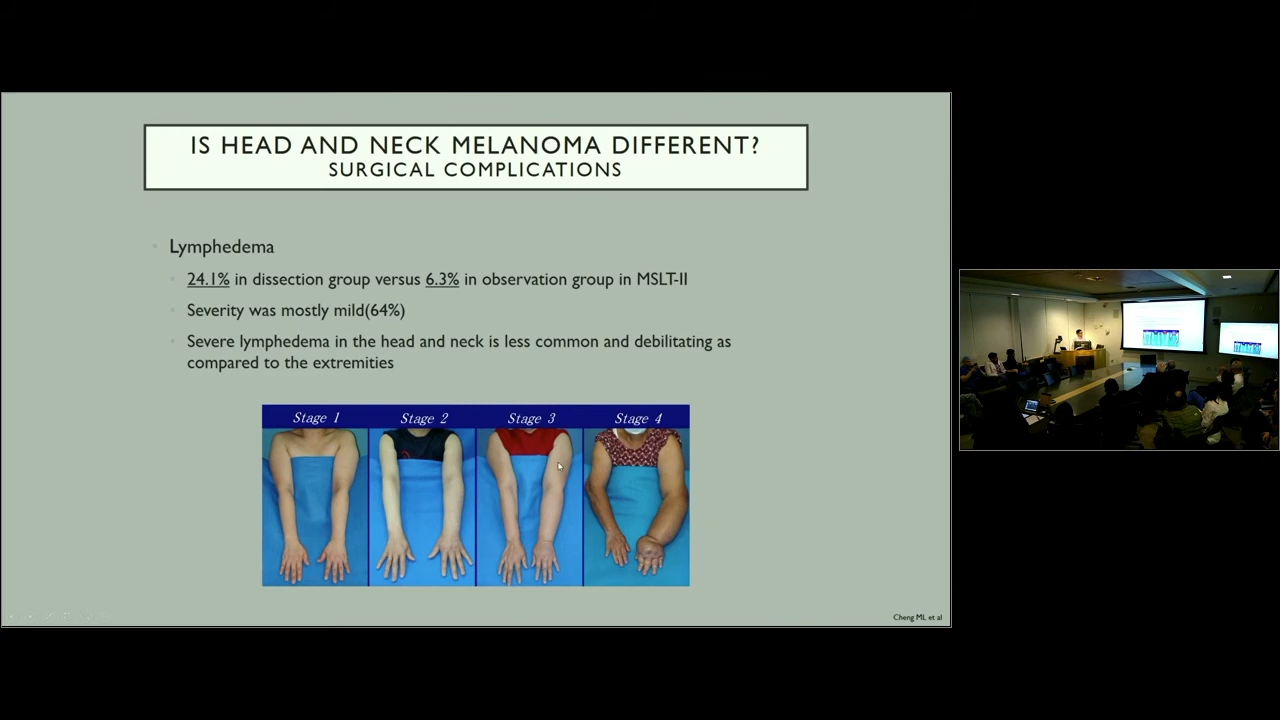 IS HEAD AND NECK MELANOMA DIFFERENT?
SURGICAL COMPLICATIONS
Lymphedema
24.1% in dissection group versus 6.3% in observation group in MSLT-II
Severity was mostly mild(64%)
Severe lymphedema in the head and neck is less common and debilitating as
compared to the extremities
Stage 1 Stage 2 Stage 3 Stage 4
Cheng ML et al